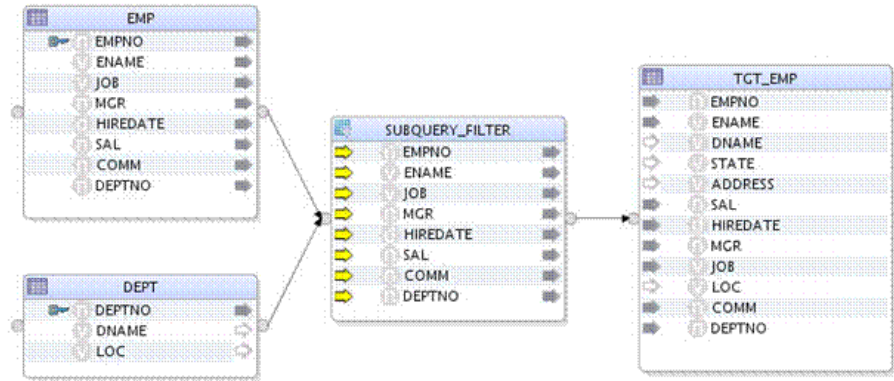 EMP
EMPNO
ENAME
JOB
MGR
HIREDATE
SAL
COMM
DEPTNO
DEPT
DEPTNO
DNAME
LOC
SUBQUERY_FILTER
EMPNO
ENAME
JOB
MGR
HIREDATE
SAL
COMM
DEPTNO
TGT_EMP
EMPNO
ENAME
DNAME
STATE
ADDRESS
SAL
HIREDATE
MGR
JOB
LOC
COMM
DEPTNO